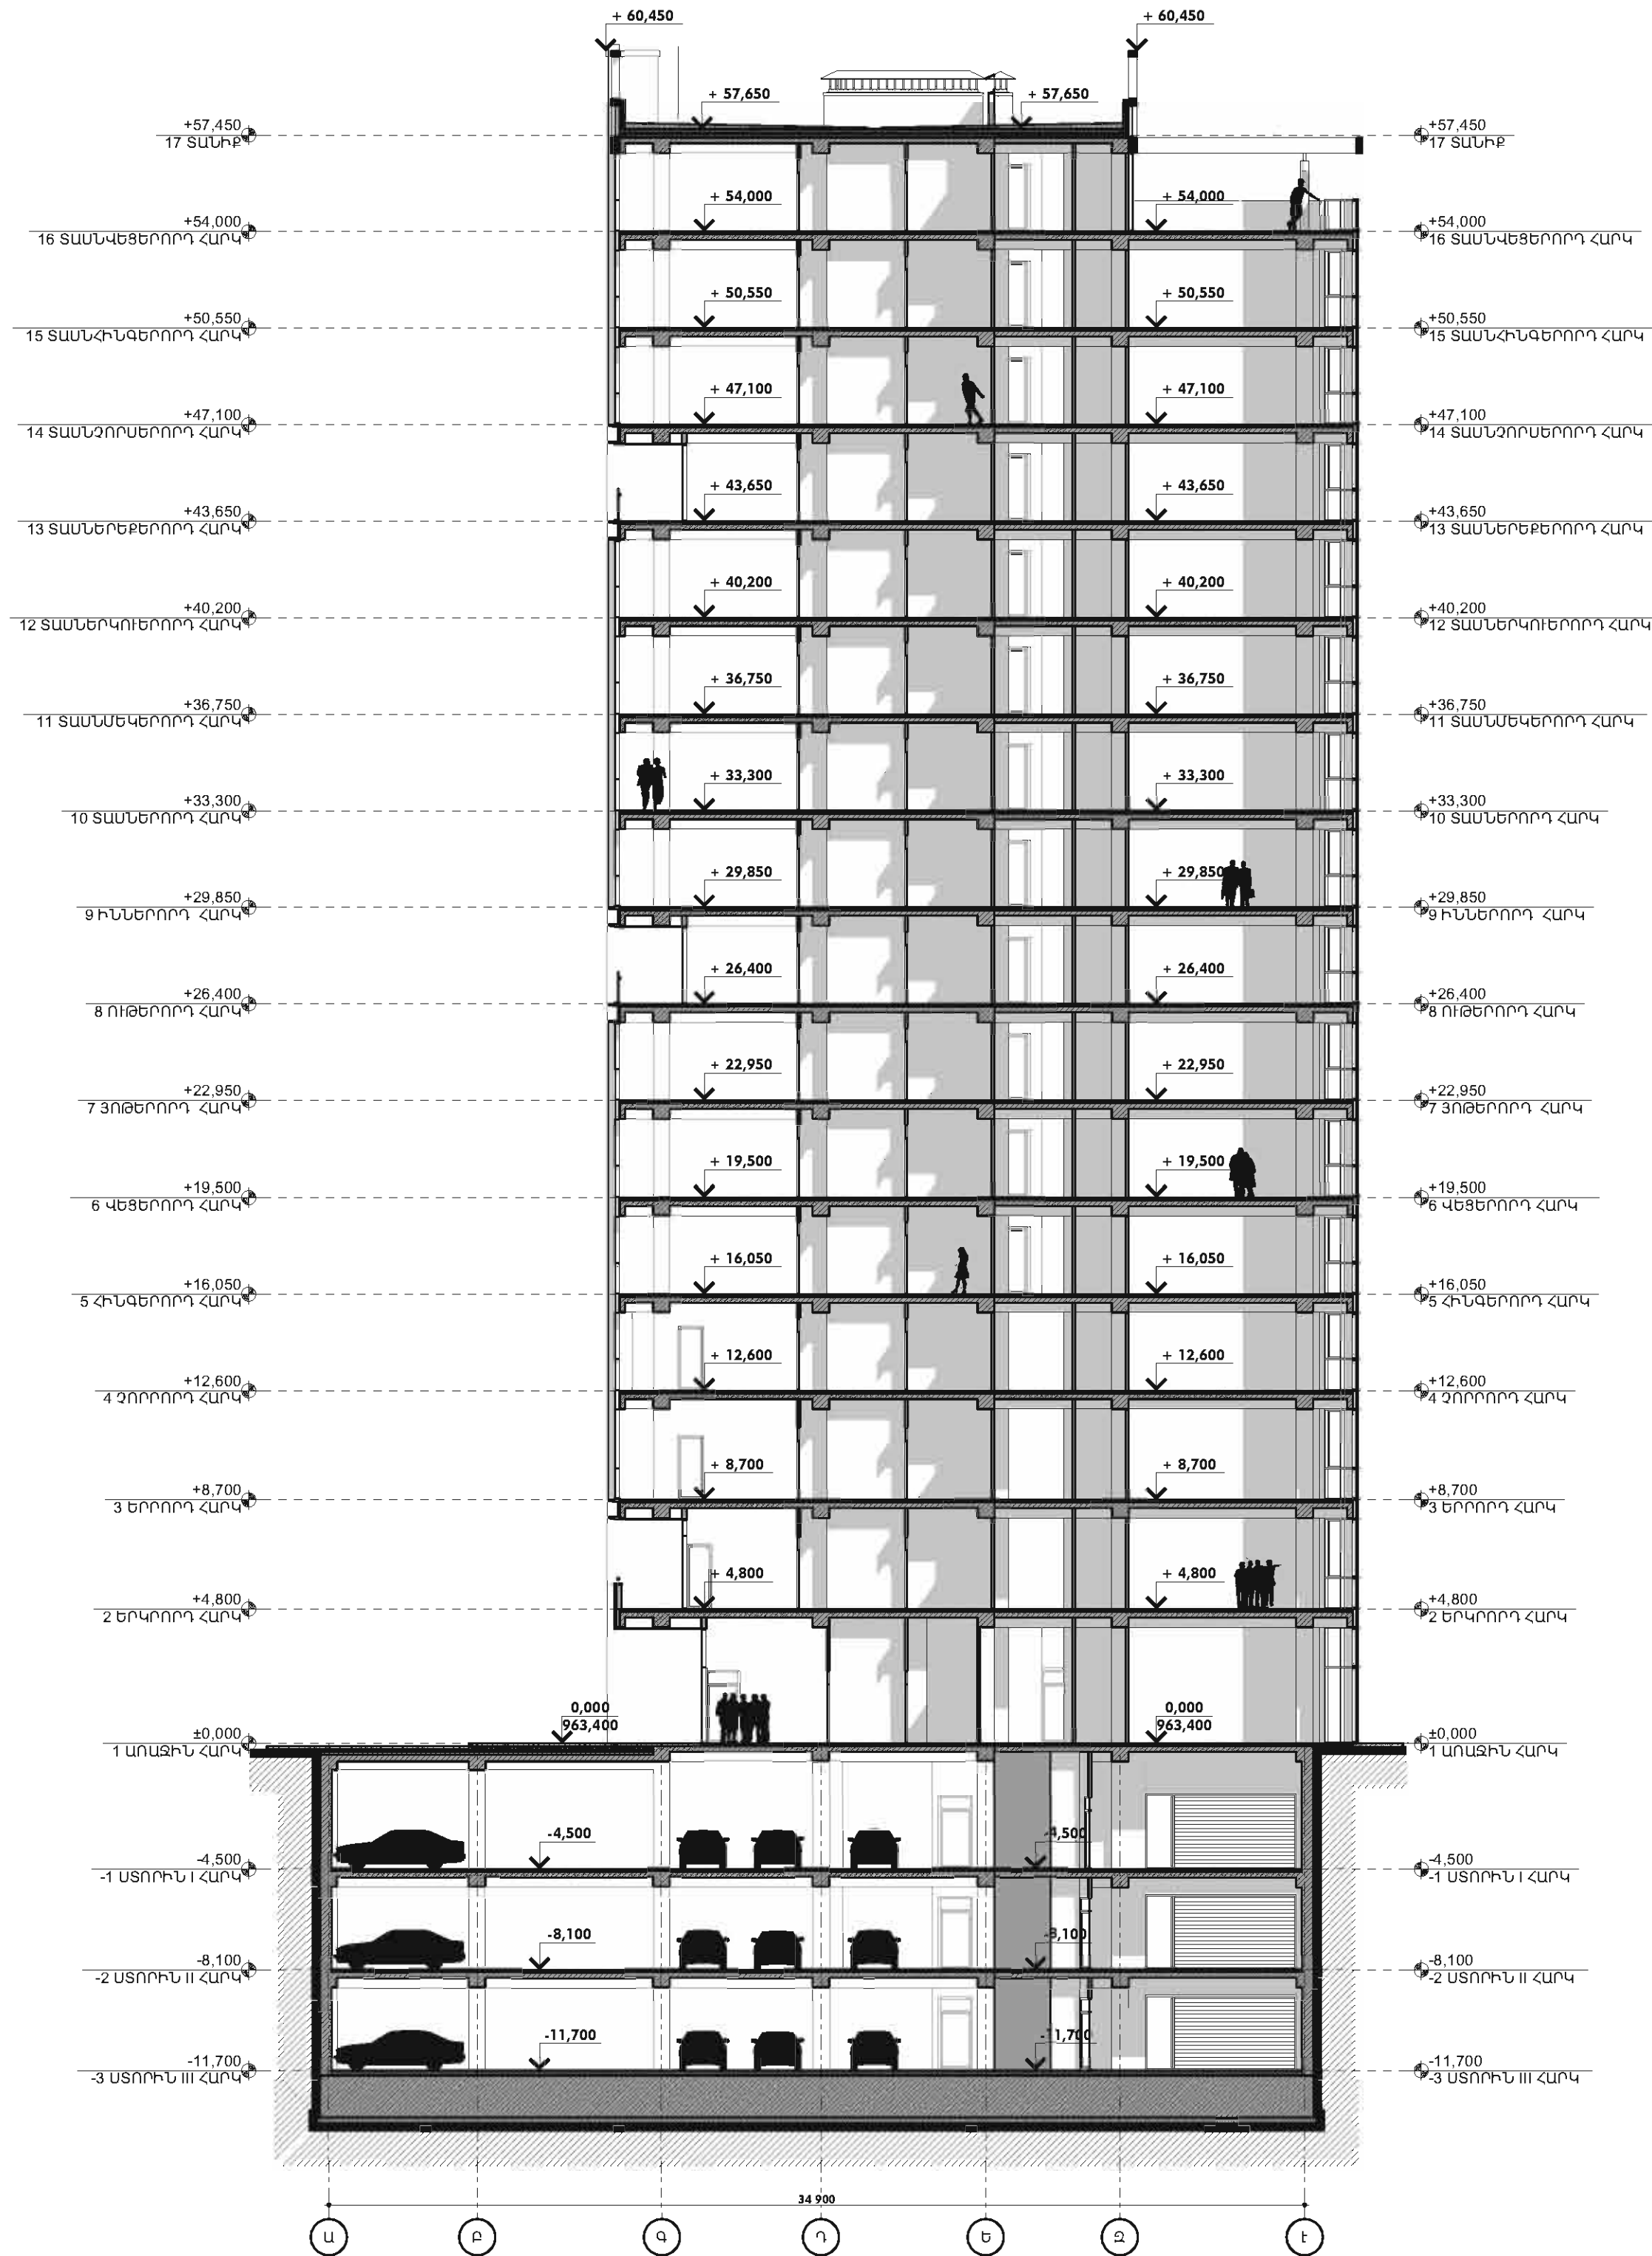 + 60,450
+ 60,450
+ 57,650
+ 57,650
+57,450
17 ՏԱՆԻՔ
+57,450
17 ՏԱՆԻՔ
+ 54,000
+ 54,000
+54,000
16 ՏԱՍՆՎԵՑԵՐՈՐԴ ՀԱՐԿ
+54,000
16 ՏԱՍՆՎԵՑԵՐՈՐԴ ՀԱՐԿ
+ 50,550
+ 50,550
+50,550
15 ՏԱՍՆՀԻՆԳԵՐՈՐԴ ՀԱՐԿ
+50,550
15 ՏԱՍՆՀԻՆԳԵՐՈՐԴ ՀԱՐԿ
+ 47,100
+ 47,100
+47,100
14 ՏԱՍՆՉՈՐՍԵՐՈՐԴ ՀԱՐԿ
+47,100
14 ՏԱՍՆՉՈՐՍԵՐՈՐԴ ՀԱՐԿ
+ 43,650
+ 43,650
+43,650
13 ՏԱՍՆԵՐԵՔԵՐՈՐԴ ՀԱՐԿ
+43,650
13 ՏԱՍՆԵՐԵՔԵՐՈՐԴ ՀԱՐԿ
+ 40,200
+ 40,200
+40,200
12 ՏԱՍՆԵՐԿՈՒԵՐՈՐԴ ՀԱՐԿ
+40,200
12 ՏԱՍՆԵՐԿՈՒԵՐՈՐԴ ՀԱՐԿ
+ 36,750
+ 36,750
+36,750
11 ՏԱՍՆՄԵԿԵՐՈՐԴ ՀԱՐԿ
+36,750
11 ՏԱՍՆՄԵԿԵՐՈՐԴ ՀԱՐԿ
+ 33,300
+ 33,300
+33,300
10 ՏԱՍՆԵՐՈՐԴ ՀԱՐԿ
+33,300
10 ՏԱՍՆԵՐՈՐԴ ՀԱՐԿ
+ 29,850
+ 29,850
+29,850
9 ԻՆՆԵՐՈՐԴ ՀԱՐԿ
+29,850
9 ԻՆՆԵՐՈՐԴ ՀԱՐԿ
+ 26,400
+ 26,400
+26,400
8 ՈՒԹԵՐՈՐԴ ՀԱՐԿ
+26,400
8 ՈՒԹԵՐՈՐԴ ՀԱՐԿ
+ 22,950
+ 22,950
+22,950
7 ՅՈԹԵՐՈՐԴ ՀԱՐԿ
+22,950
7 ՅՈԹԵՐՈՐԴ ՀԱՐԿ
+ 19,500
+ 19,500
+19,500
6 ՎԵՑԵՐՈՐԴ ՀԱՐԿ
+19,500
6 ՎԵՑԵՐՈՐԴ ՀԱՐԿ
+ 16,050
+ 16,050
+16,050
5 ՀԻՆԳԵՐՈՐԴ ՀԱՐԿ
+16,050
5 ՀԻՆԳԵՐՈՐԴ ՀԱՐԿ
+ 12,600
+ 12,600
+12,600
4 ՉՈՐՐՈՐԴ ՀԱՐԿ
+12,600
4 ՉՈՐՐՈՐԴ ՀԱՐԿ
+ 8,700
+ 8,700
+8,700
3 ԵՐՐՈՐԴ ՀԱՐԿ
+8,700
3 ԵՐՐՈՐԴ ՀԱՐԿ
+ 4,800
+ 4,800
+4,800
2 ԵՐԿՐՈՐԴ ՀԱՐԿ
+4,800
2 ԵՐԿՐՈՐԴ ՀԱՐԿ
0,000
963,400
0,000
963,400
±0,000
1 ԱՌԱՋԻՆ ՀԱՐԿ
±0,000
1 ԱՌԱՋԻՆ ՀԱՐԿ
-4,500
-4,500
-4,500
-1 ՍՏՈՐԻՆ I ՀԱՐԿ
-4,500
-1 ՍՏՈՐԻՆ I ՀԱՐԿ
-8,100
-8,100
-8,100
-2 ՍՏՈՐԻՆ II ՀԱՐԿ
-8,100
-2 ՍՏՈՐԻՆ II ՀԱՐԿ
-11,700
-11,700
-11,700
-3 ՍՏՈՐԻՆ III ՀԱՐԿ
-11,700
-3 ՍՏՈՐԻՆ III ՀԱՐԿ
34 900
Ա Բ Գ Դ Ե Զ Է